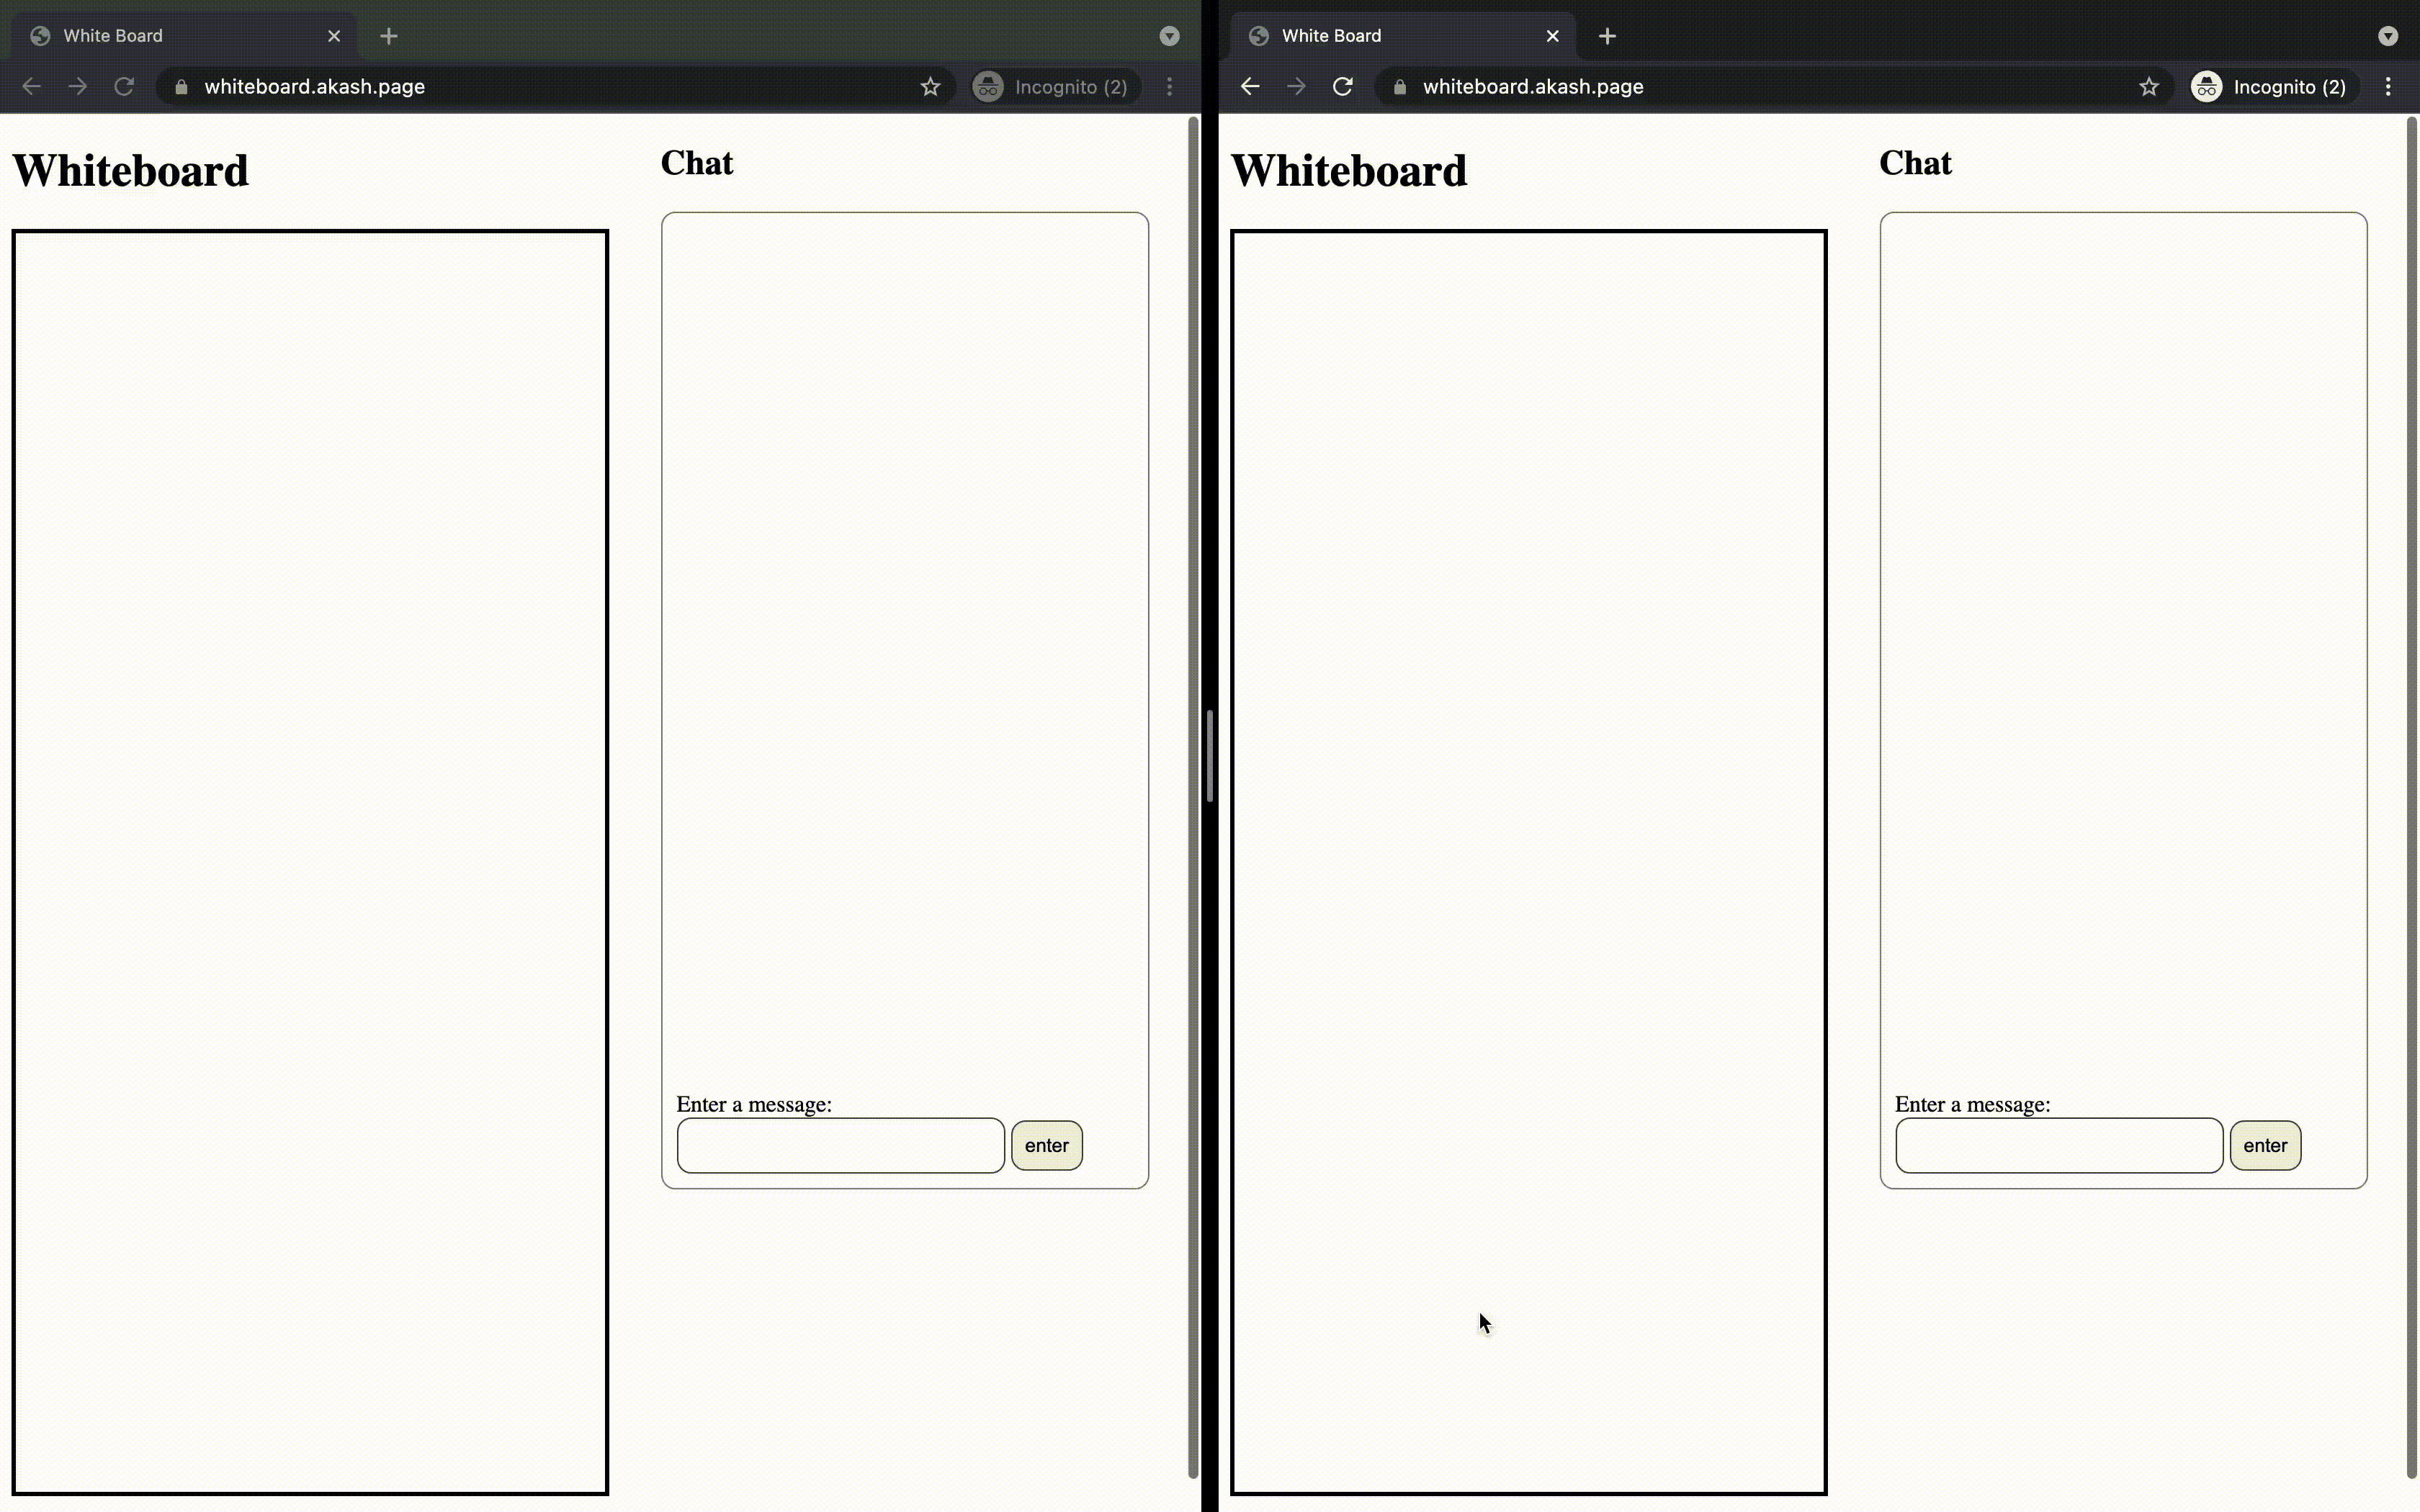 White Board
whiteboard.akash.page
Incognito (2)
Whiteboard
Chat
Enter a message:
enter
White Board
whiteboard.akash.page
Incognito (2)
Whiteboard
Chat
Enter a message:
enter